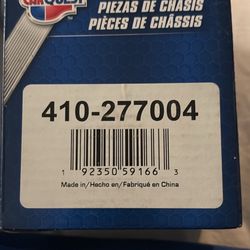 CARQUEST
PIEZAS DE CHASIS
PIÈCES DE CHÂSSIS
410-277004
1 92350 59166 3
Made in/Hecho en/Fabriqué en China